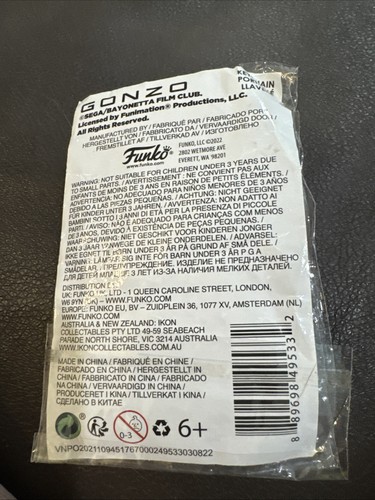 GONZO
©SEGA/BAYONETTA FILM CLUB.
Licensed by Funimation® Productions, LLC.
All Rights Reserved.
PORTACHIAVI
LLAVERO
MANUFACTURED BY / FABRIQUÉ PAR / FABRICADO POR
HERGESTELLT VON / FABBRICATO DA / VERVAARDIGD DOOR /
FREMSTILLET AF / TILLVERKAD AV / ИЗГОТОВЛЕНО
Funko®
www.funko.com
FUNKO, LLC ©2022
2802 WETMORE AVE
EVERETT, WA 98201
WARNING: NOT SUITABLE FOR CHILDREN UNDER 3 YEARS DUE
TO SMALL PARTS. / AVERTISSEMENT : NE CONVIENT PAS AUX
ENFANTS DE MOINS DE 3 ANS EN RAISON DE PETITS ÉLÉMENTS. /
ADVERTENCIA: NO ADECUADO PARA NIÑOS MENORES DE 3 AÑOS
DEBIDO A LAS PIEZAS PEQUEÑAS. / ACHTUNG: NICHT GEEIGNET
FÜR KINDER UNTER 3 JAHREN. / AVVERTENZA: NON ADATTO AI
BAMBINI SOTTO I 3 ANNI DI ETÀ PER LA PRESENZA DI PICCOLE
PARTI. / AVISO: NÃO É ADEQUADO PARA CRIANÇAS COM MENOS
DE 3 ANOS, DEVIDO À EXISTÊNCIA DE PEÇAS PEQUENAS. /
WAARSCHUWING: NIET GESCHIKT VOOR KINDEREN JONGER
DAN 3 JAAR VANWEGE DE KLEINE ONDERDELEN. / ADVARSEL:
IKKE EGNET TIL BØRN UNDER 3 ÅR PÅ GRUND AF SMÅ DELE. /
VARNING: LÄMPAR SIG INTE FÖR BARN UNDER 3 ÅR P G A
SMÅDELAR. / ПРЕДУПРЕЖДЕНИЕ: ИЗДЕЛИЕ НЕ ПРЕДНАЗНАЧЕНО
ДЛЯ ДЕТЕЙ МЛАДШЕ 3 ЛЕТ ИЗ-ЗА НАЛИЧИЯ МЕЛКИХ ДЕТАЛЕЙ.
DISTRIBUTION
UK: FUNKO UK, LTD - 1 QUEEN CAROLINE STREET, LONDON,
W6 9YN (UK) – WWW.FUNKO.COM
EUROPE: FUNKO EU, BV – ZUIDPLEIN 36, 1077 XV, AMSTERDAM (NL)
WWW.FUNKO.COM
AUSTRALIA & NEW ZEALAND: IKON
COLLECTABLES PTY LTD 49-59 SEABEACH
PARADE NORTH SHORE, VIC 3214 AUSTRALIA
WWW.IKONCOLLECTABLES.COM.AU
MADE IN CHINA / FABRIQUÉ EN CHINE /
FABRICADO EN CHINA / HERGESTELLT IN
CHINA / FABBRICATO IN CINA / FABRICADO
NA CHINA / VERVAARDIGD IN CHINA /
PRODUCERET I KINA / TILLVERKAD I KINA /
СДЕЛАНО В КИТАЕ
0-3
6+
VNPO2021109451767000249533030822
8 89698 49533 2